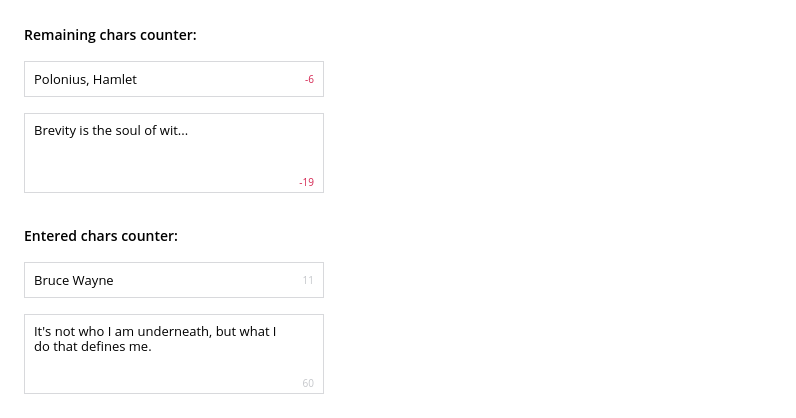 Remaining chars counter:
Polonius, Hamlet
-6
Brevity is the soul of wit...
-19
Entered chars counter:
Bruce Wayne
11
It's not who I am underneath, but what I
do that defines me.
60